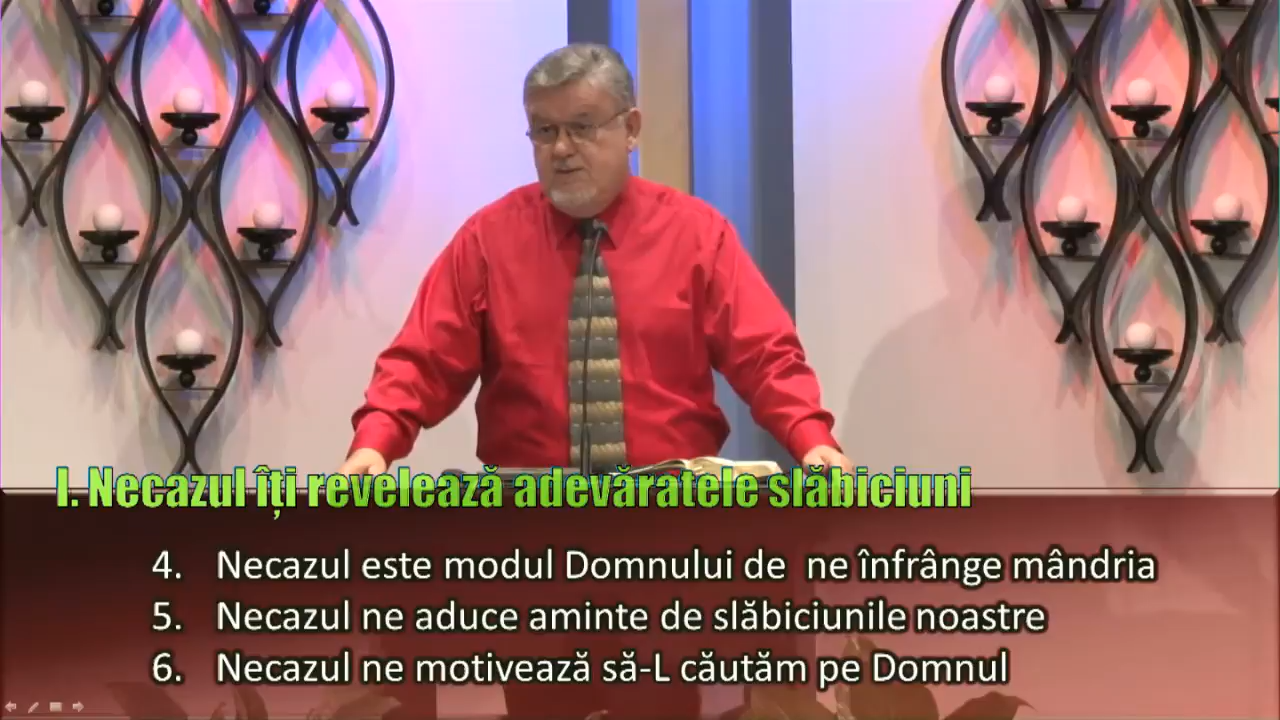 I. Necazul îți revelează adevăratele slăbiciuni
4. Necazul este modul Domnului de ne înfrânge mândria
5. Necazul ne aduce aminte de slăbiciunile noastre
6. Necazul ne motivează să-L căutăm pe Domnul